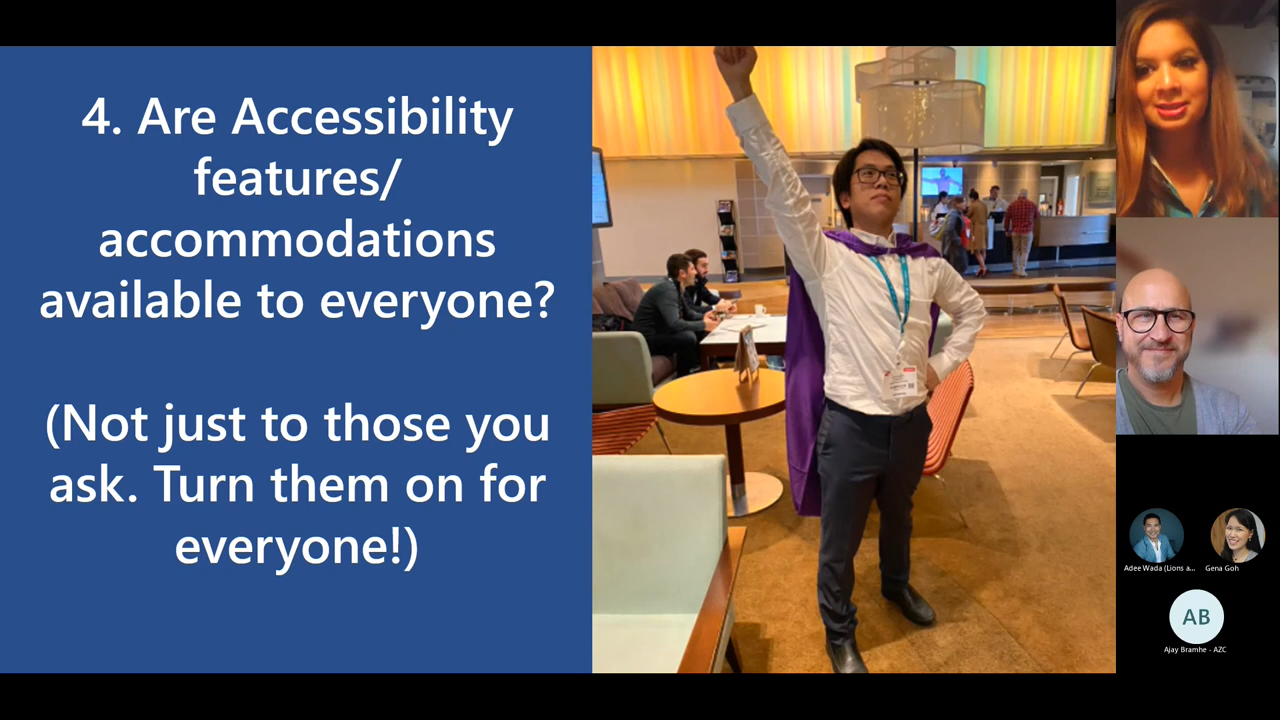 4. Are Accessibility
features/
accommodations
available to everyone?
(Not just to those you
ask. Turn them on for
everyone!)
Adee Wada (Lions a...
Gena Goh
AB
Ajay Bramhe - AZC